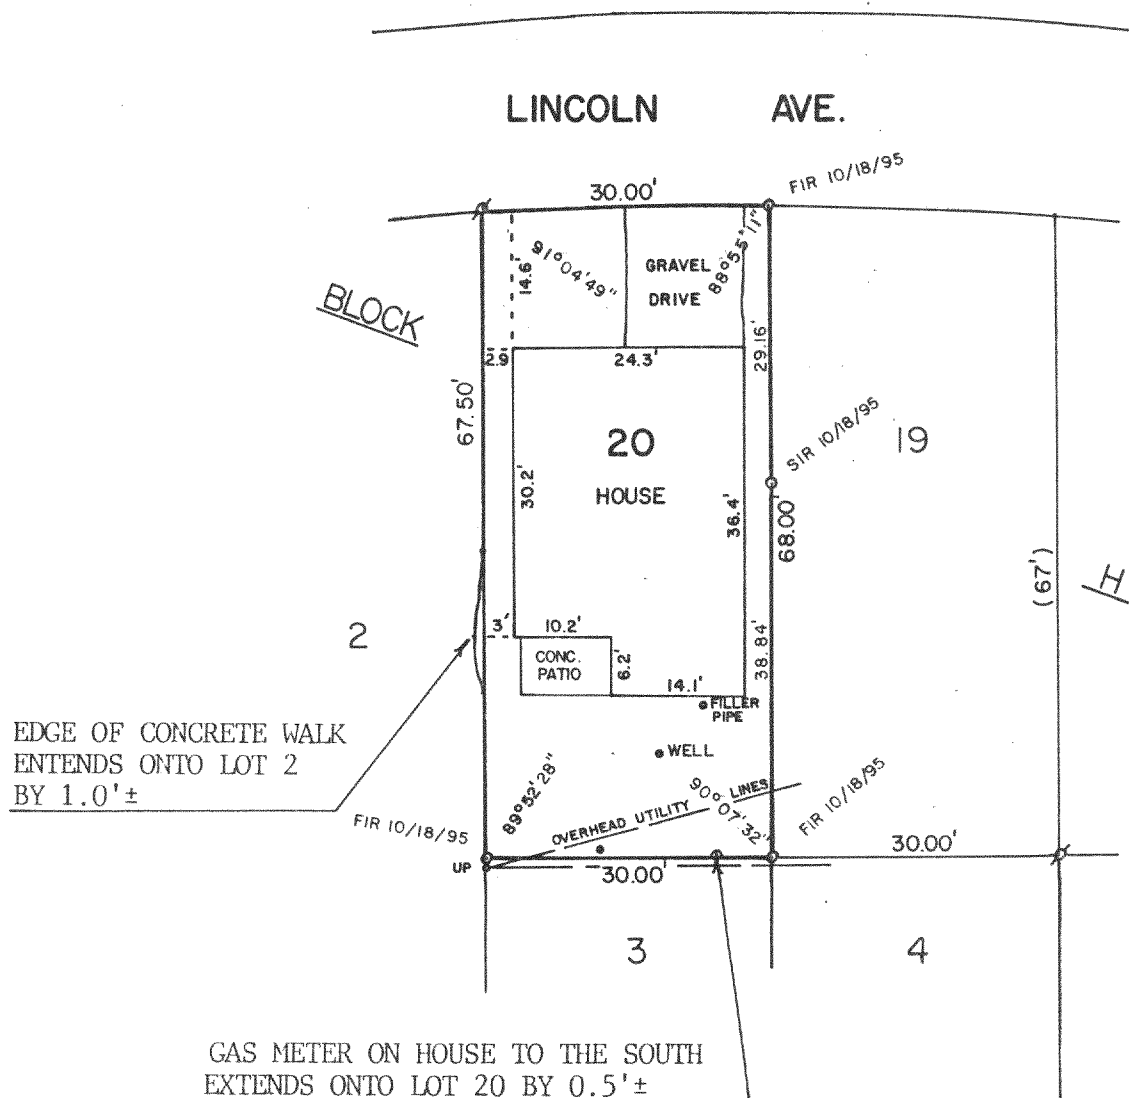 LINCOLN AVE.
FIR 10/18/95
30.00'
BLOCK
14.6'
91°04'49"
GRAVEL
DRIVE
88°55'11"
29.16'
2.9'
24.3'
67.50'
20
HOUSE
30.2'
36.4'
SIR 10/18/95
19
68.00'
(67')
H
2
3'
10.2'
CONC.
PATIO
6.2'
14.1'
38.84'
FILLER
PIPE
WELL
EDGE OF CONCRETE WALK
ENTENDS ONTO LOT 2
BY 1.0'±
FIR 10/18/95
89°52'28"
OVERHEAD UTILITY LINES
90°07'32"
FIR 10/18/95
30.00'
UP
30.00'
3
4
GAS METER ON HOUSE TO THE SOUTH
EXTENDS ONTO LOT 20 BY 0.5'±